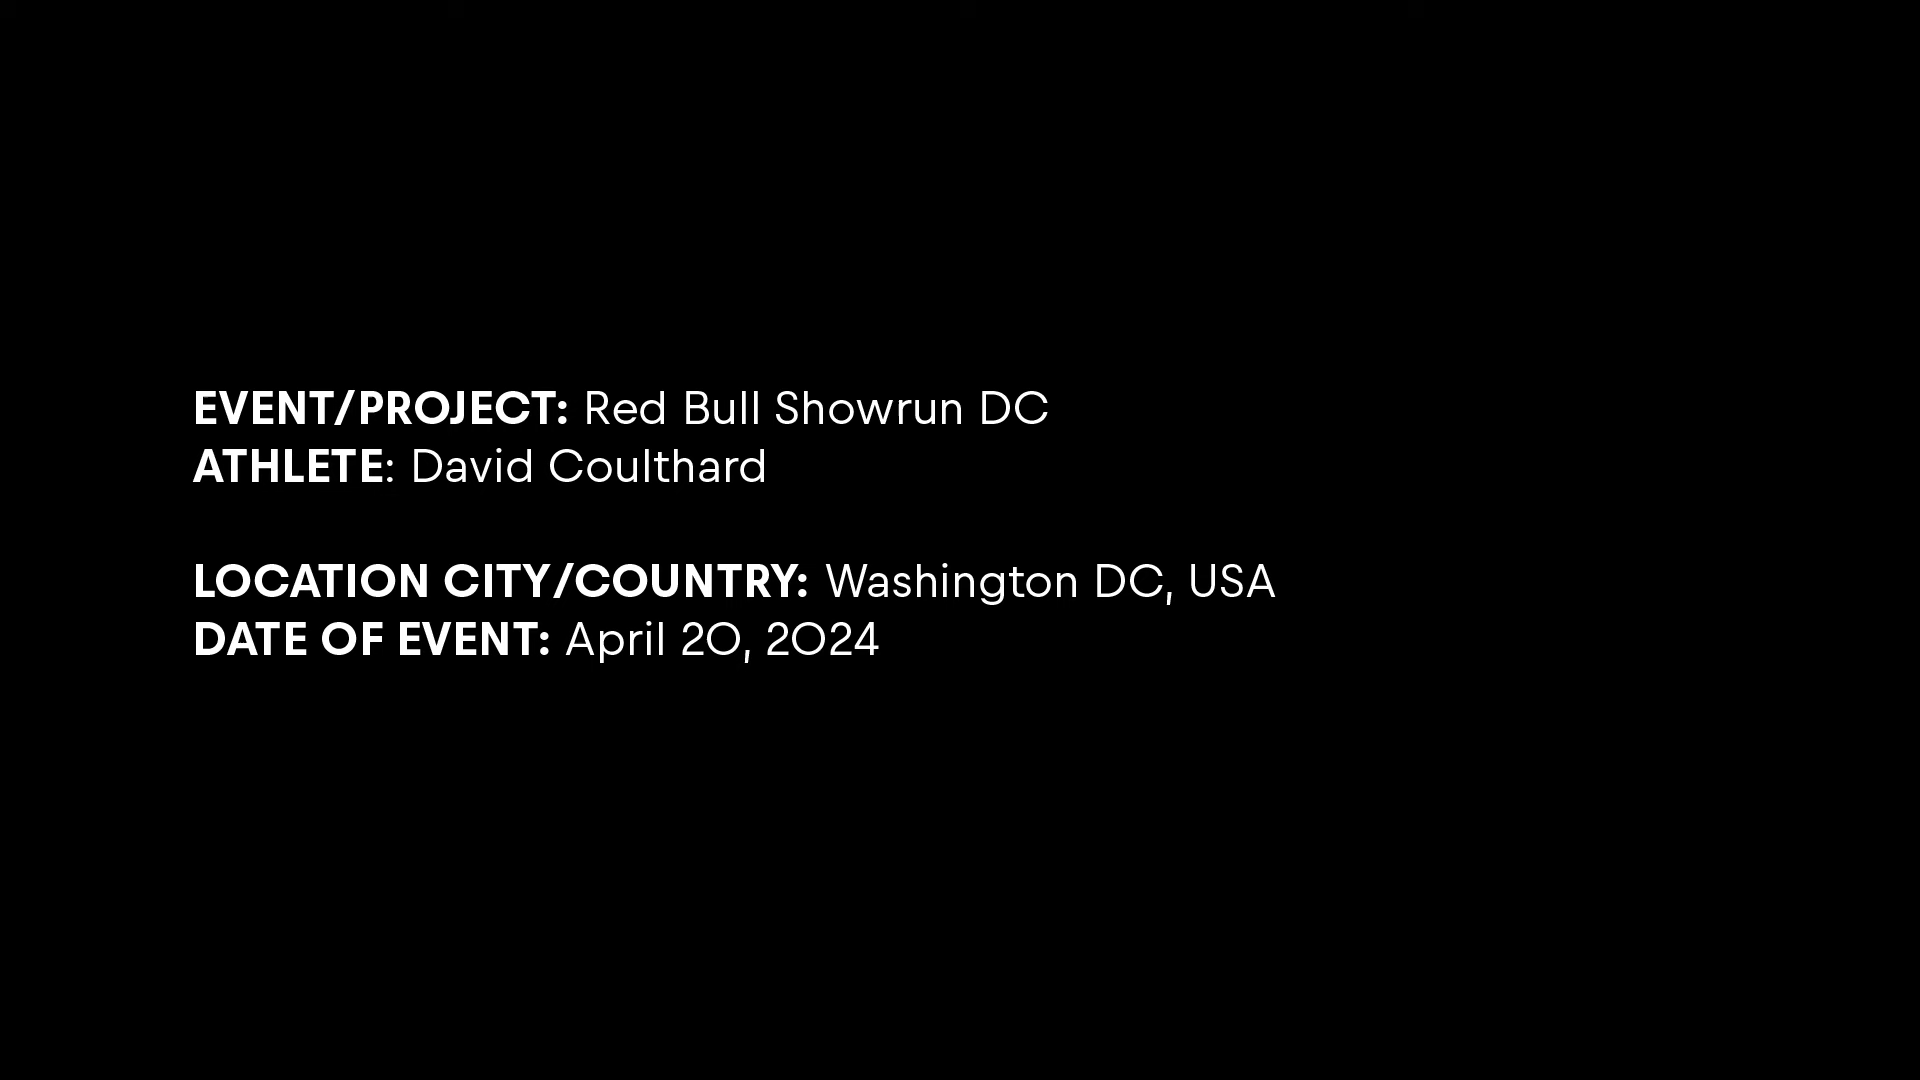 EVENT/PROJECT: Red Bull Showrun DC
ATHLETE: David Coulthard
LOCATION CITY/COUNTRY: Washington DC, USA
DATE OF EVENT: April 20, 2024